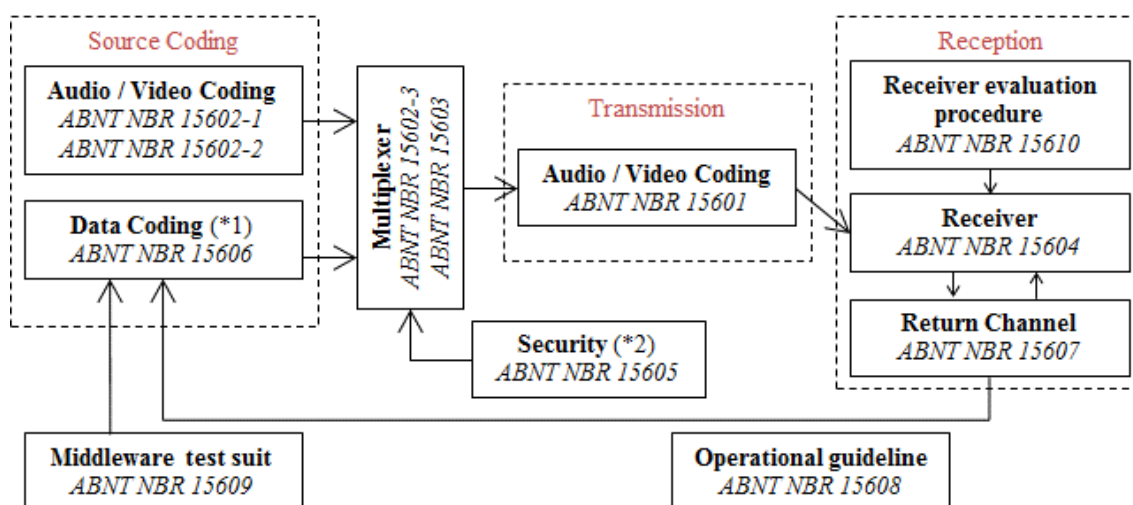 Source Coding
Audio / Video Coding
ABNT NBR 15602-1
ABNT NBR 15602-2
Data Coding (*1)
ABNT NBR 15606
Multiplexer
ABNT NBR 15602-3
ABNT NBR 15603
Transmission
Audio / Video Coding
ABNT NBR 15601
Security (*2)
ABNT NBR 15605
Reception
Receiver evaluation
procedure
ABNT NBR 15610
Receiver
ABNT NBR 15604
Return Channel
ABNT NBR 15607
Middleware test suit
ABNT NBR 15609
Operational guideline
ABNT NBR 15608